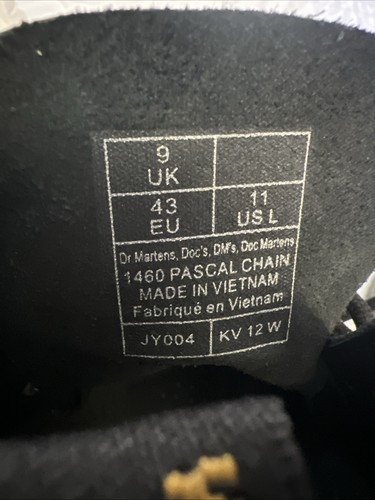 9
UK
43
EU
11
US L
Dr Martens, Doc's, DM's, Doc Martens
1460 PASCAL CHAIN
MADE IN VIETNAM
Fabriqué en Vietnam
JY004
KV 12 W